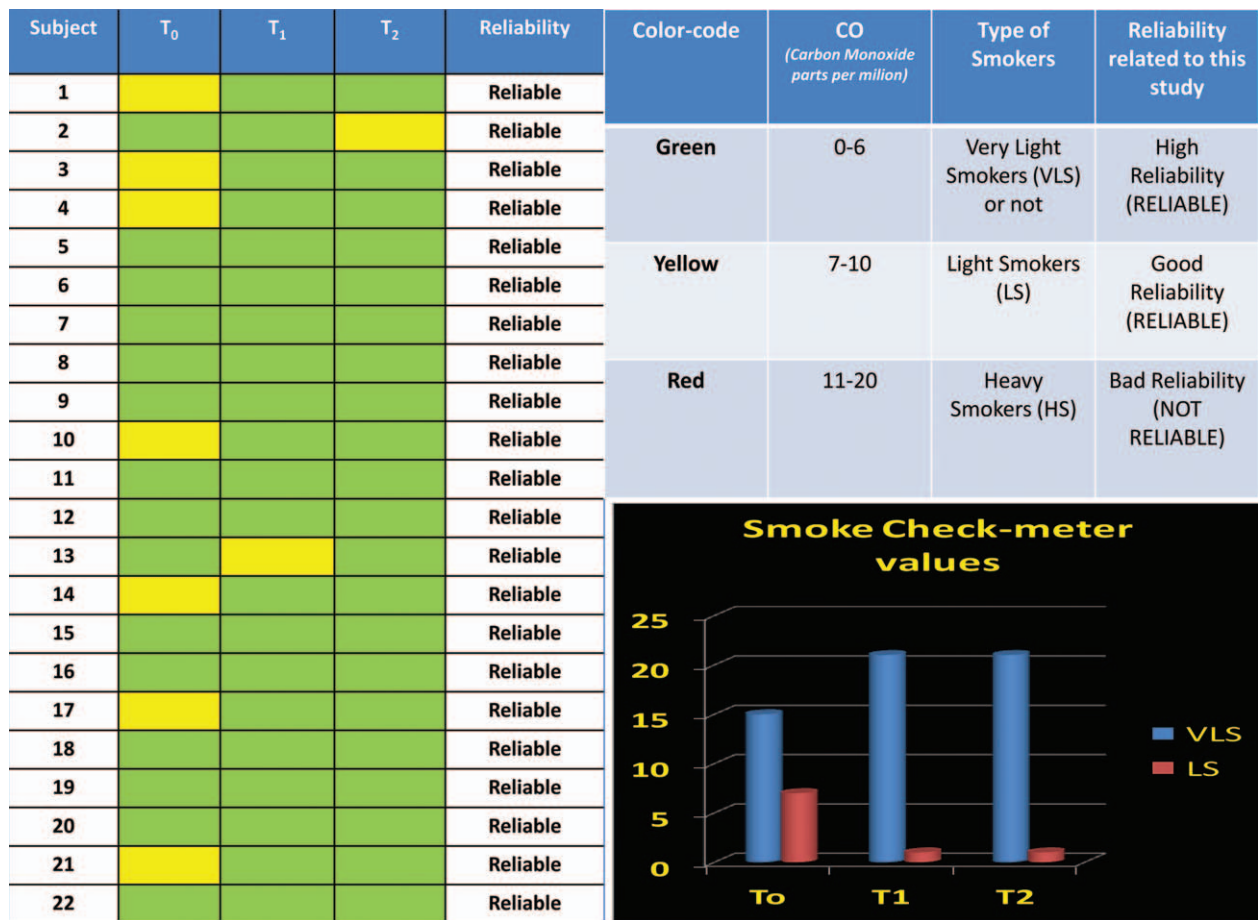 Subject T0 T1 T2 Reliability
1 Reliable
2 Reliable
3 Reliable
4 Reliable
5 Reliable
6 Reliable
7 Reliable
8 Reliable
9 Reliable
10 Reliable
11 Reliable
12 Reliable
13 Reliable
14 Reliable
15 Reliable
16 Reliable
17 Reliable
18 Reliable
19 Reliable
20 Reliable
21 Reliable
22 Reliable
Color-code CO Type of Reliability
(Carbon Monoxide Smokers related to this
parts per milion) study
Green 0-6 Very Light High
Smokers (VLS) Reliability
or not (RELIABLE)
Yellow 7-10 Light Smokers Good
(LS) Reliability
(RELIABLE)
Red 11-20 Heavy Bad Reliability
Smokers (HS) (NOT
RELIABLE)
Smoke Check-meter
values
25
20
15
10
5
0
To T1 T2
VLS
LS